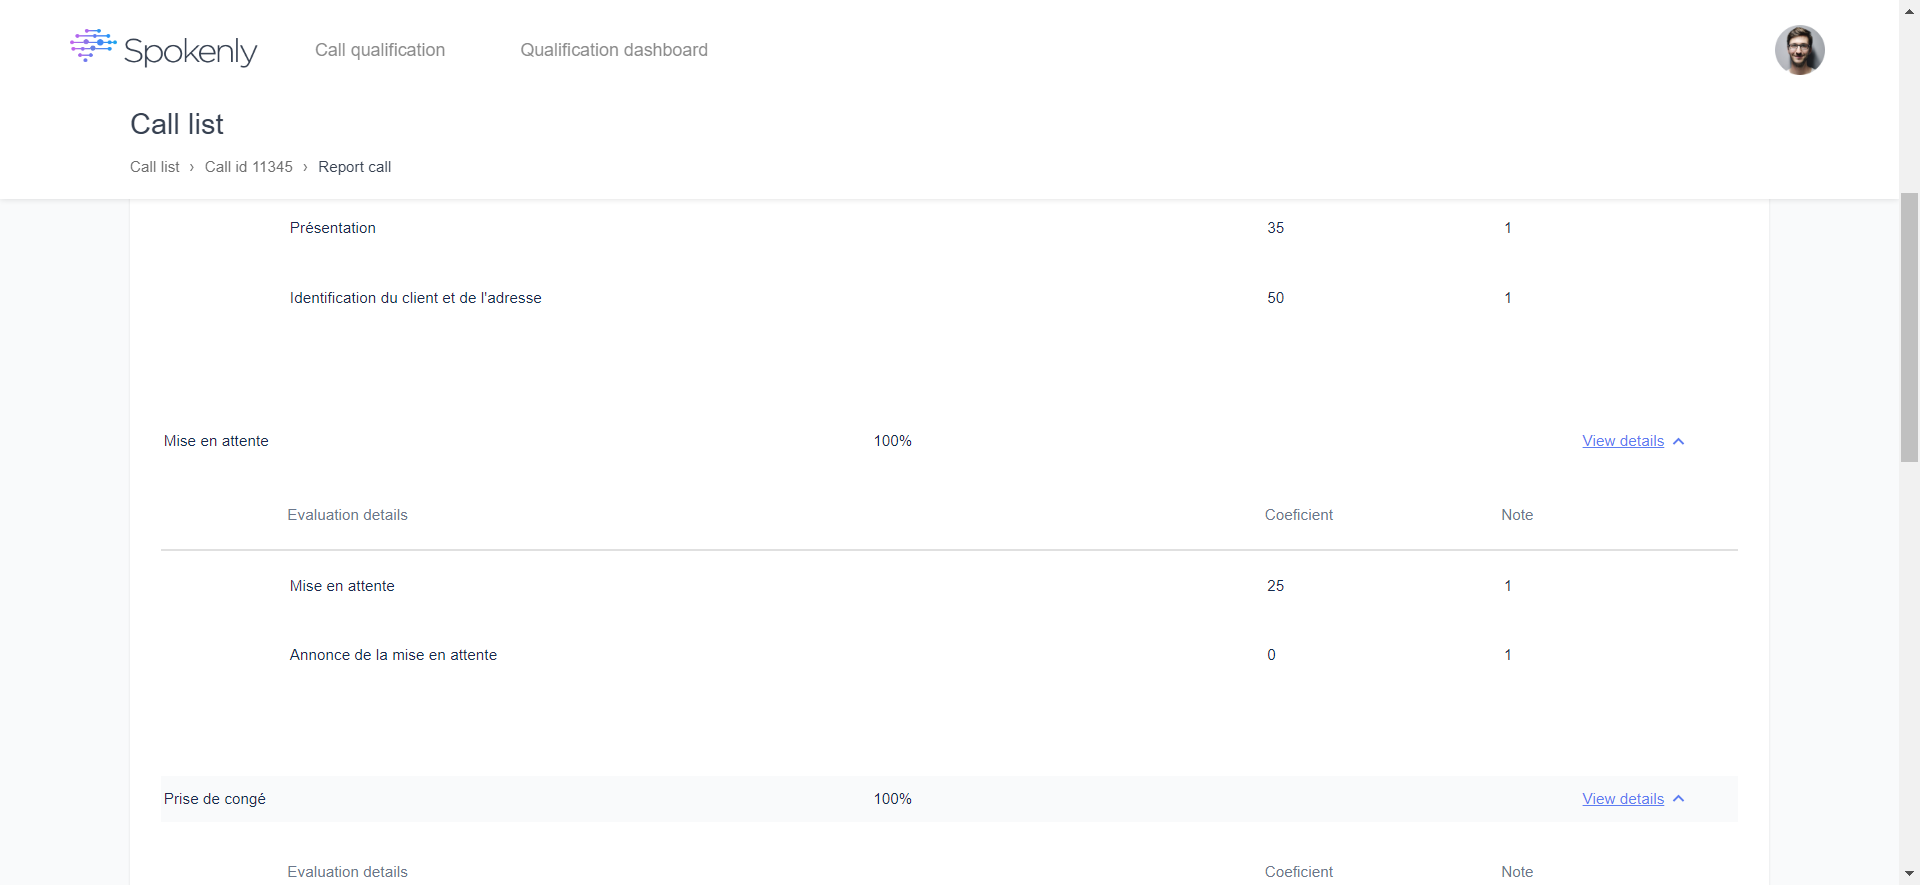 Spokenly Call qualification Qualification dashboard
Call list
Call list › Call id 11345 › Report call
Présentation 35 1
Identification du client et de l'adresse 50 1
Mise en attente 100% View details
Evaluation details Coeficient Note
Mise en attente 25 1
Annonce de la mise en attente 0 1
Prise de congé 100% View details
Evaluation details Coeficient Note